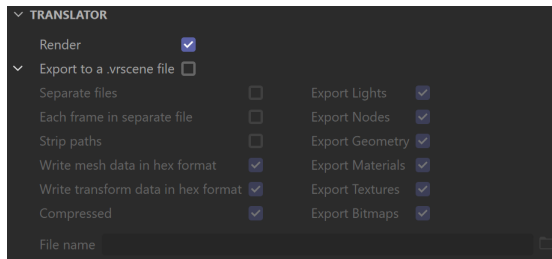 TRANSLATOR
Render
Export to a .vrscene file
Separate files Export Lights
Each frame in separate file Export Nodes
Strip paths Export Geometry
Write mesh data in hex format Export Materials
Write transform data in hex format Export Textures
Compressed Export Bitmaps
File name